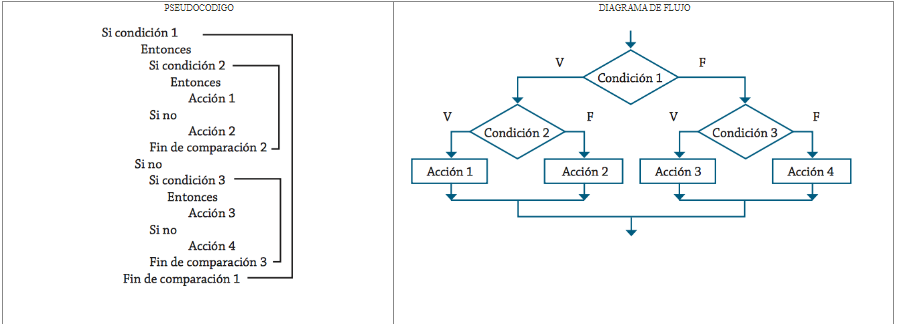 PSEUDOCODIGO
Si condición 1
Entonces
Si condición 2
Entonces
Acción 1
Si no
Acción 2
Fin de comparación 2
Si no
Si condición 3
Entonces
Acción 3
Si no
Acción 4
Fin de comparación 3
Fin de comparación 1
DIAGRAMA DE FLUJO
V F
Condición 1
V F V F
Condición 2 Condición 3
Acción 1 Acción 2 Acción 3 Acción 4